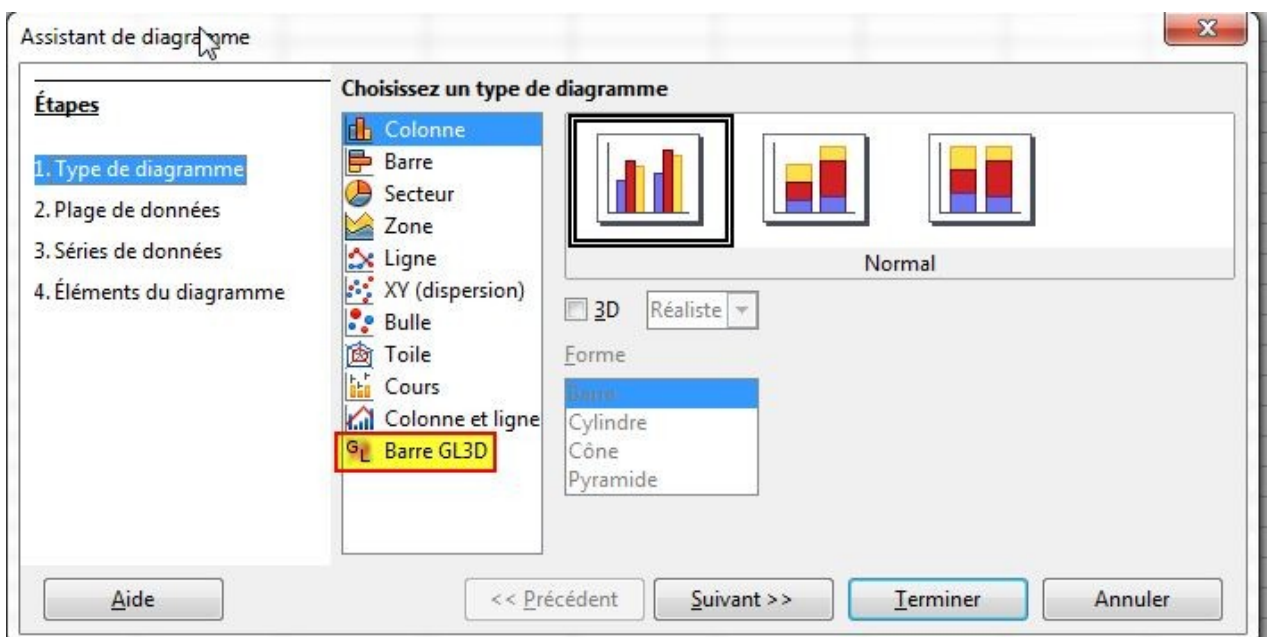 Assistant de diagramme
Étapes
1. Type de diagramme
2. Plage de données
3. Séries de données
4. Éléments du diagramme
Choisissez un type de diagramme
Colonne
Barre
Secteur
Zone
Ligne
XY (dispersion)
Bulle
Toile
Cours
Colonne et ligne
GL Barre GL3D
Normal
3D Réaliste
Forme
Barre
Cylindre
Cône
Pyramide
Aide << Précédent Suivant >> Terminer Annuler